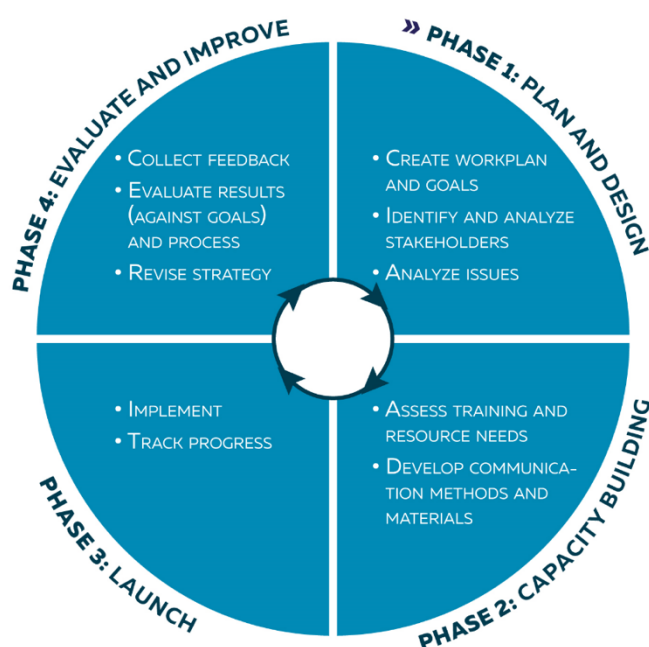 » PHASE 1: PLAN AND DESIGN
• CREATE WORKPLAN
AND GOALS
• IDENTIFY AND ANALYZE
STAKEHOLDERS
• ANALYZE ISSUES
PHASE 2: CAPACITY BUILDING
• ASSESS TRAINING AND
RESOURCE NEEDS
• DEVELOP COMMUNICA-
TION METHODS AND
MATERIALS
PHASE 3: LAUNCH
• IMPLEMENT
• TRACK PROGRESS
PHASE 4: EVALUATE AND IMPROVE
• COLLECT FEEDBACK
• EVALUATE RESULTS
(AGAINST GOALS)
AND PROCESS
• REVISE STRATEGY